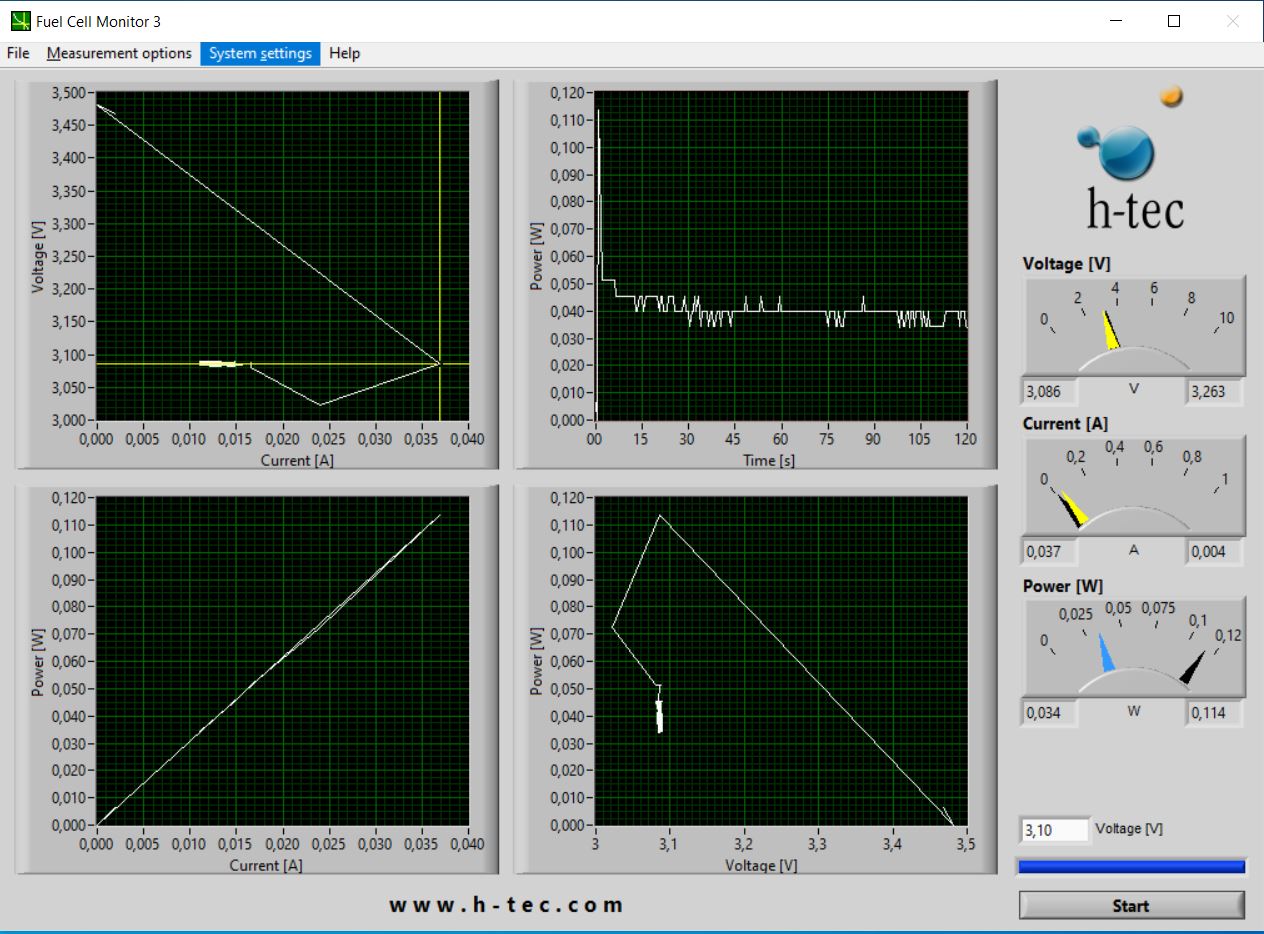 Fuel Cell Monitor 3
File Measurement options System settings Help
3,500
3,450
3,400
3,350
3,300
3,250
3,200
3,150
3,100
3,050
3,000
Voltage [V]
0,000 0,005 0,010 0,015 0,020 0,025 0,030 0,035 0,040
Current [A]
0,120
0,110
0,100
0,090
0,080
0,070
0,060
0,050
0,040
0,030
0,020
0,010
0,000
Power [W]
00 15 30 45 60 75 90 105 120
Time [s]
0,120
0,110
0,100
0,090
0,080
0,070
0,060
0,050
0,040
0,030
0,020
0,010
0,000
Power [W]
0,000 0,005 0,010 0,015 0,020 0,025 0,030 0,035 0,040
Current [A]
0,120
0,110
0,100
0,090
0,080
0,070
0,060
0,050
0,040
0,030
0,020
0,010
0,000
Power [W]
3 3,1 3,2 3,3 3,4 3,5
Voltage [V]
h-tec
Voltage [V]
0 2 4 6 8 10
3,086 V 3,263
Current [A]
0 0,2 0,4 0,6 0,8 1
0,037 A 0,004
Power [W]
0 0,025 0,05 0,075 0,1 0,12
0,034 W 0,114
3,10 Voltage [V]
Start
www.h-tec.com